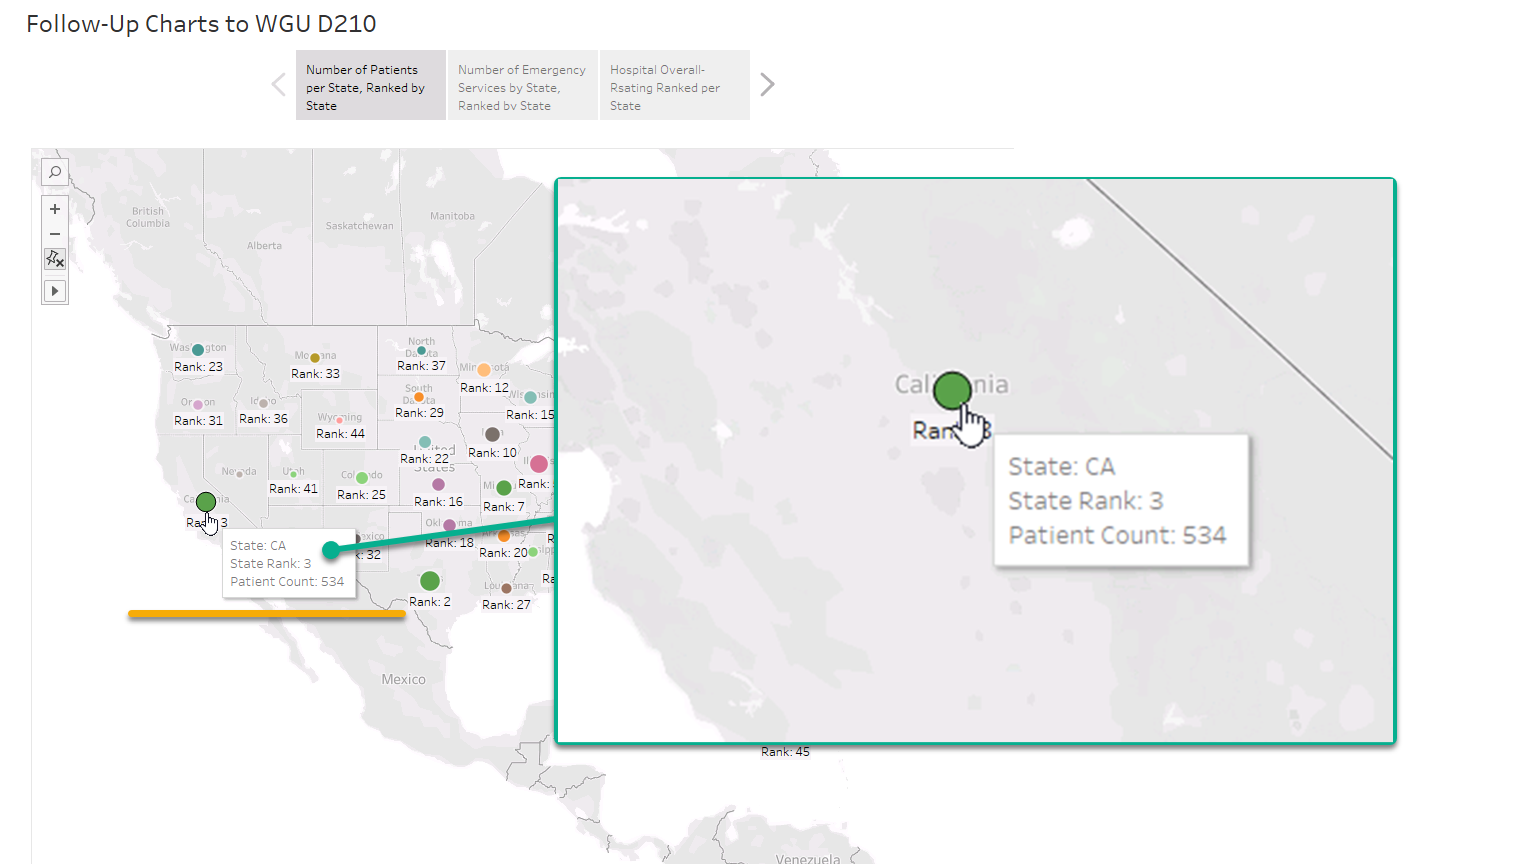 Follow-Up Charts to WGU D210
Number of Patients
per State, Ranked by
State
Number of Emergency
Services by State,
Ranked by State
Hospital Overall-
Rsating Ranked per
State
British
Columbia
Alberta
Saskatchewan
Manitoba
Rank: 23
Rank: 33
North
Rank: 37
Rank: 12
Rank: 31
Rank: 36
Rank: 44
South
Rank: 29
Rank: 15
Rank: 22
States
Rank: 10
Rank: 41
Rank: 25
Rank: 16
Rank:
Rank: 7
Rank: 18
Rank: 20
Rank: 2
Rank: 27
State: CA
State Rank: 3
Patient Count: 534
Mexico
State: CA
State Rank: 3
Patient Count: 534
Rank: 45
Venezuela